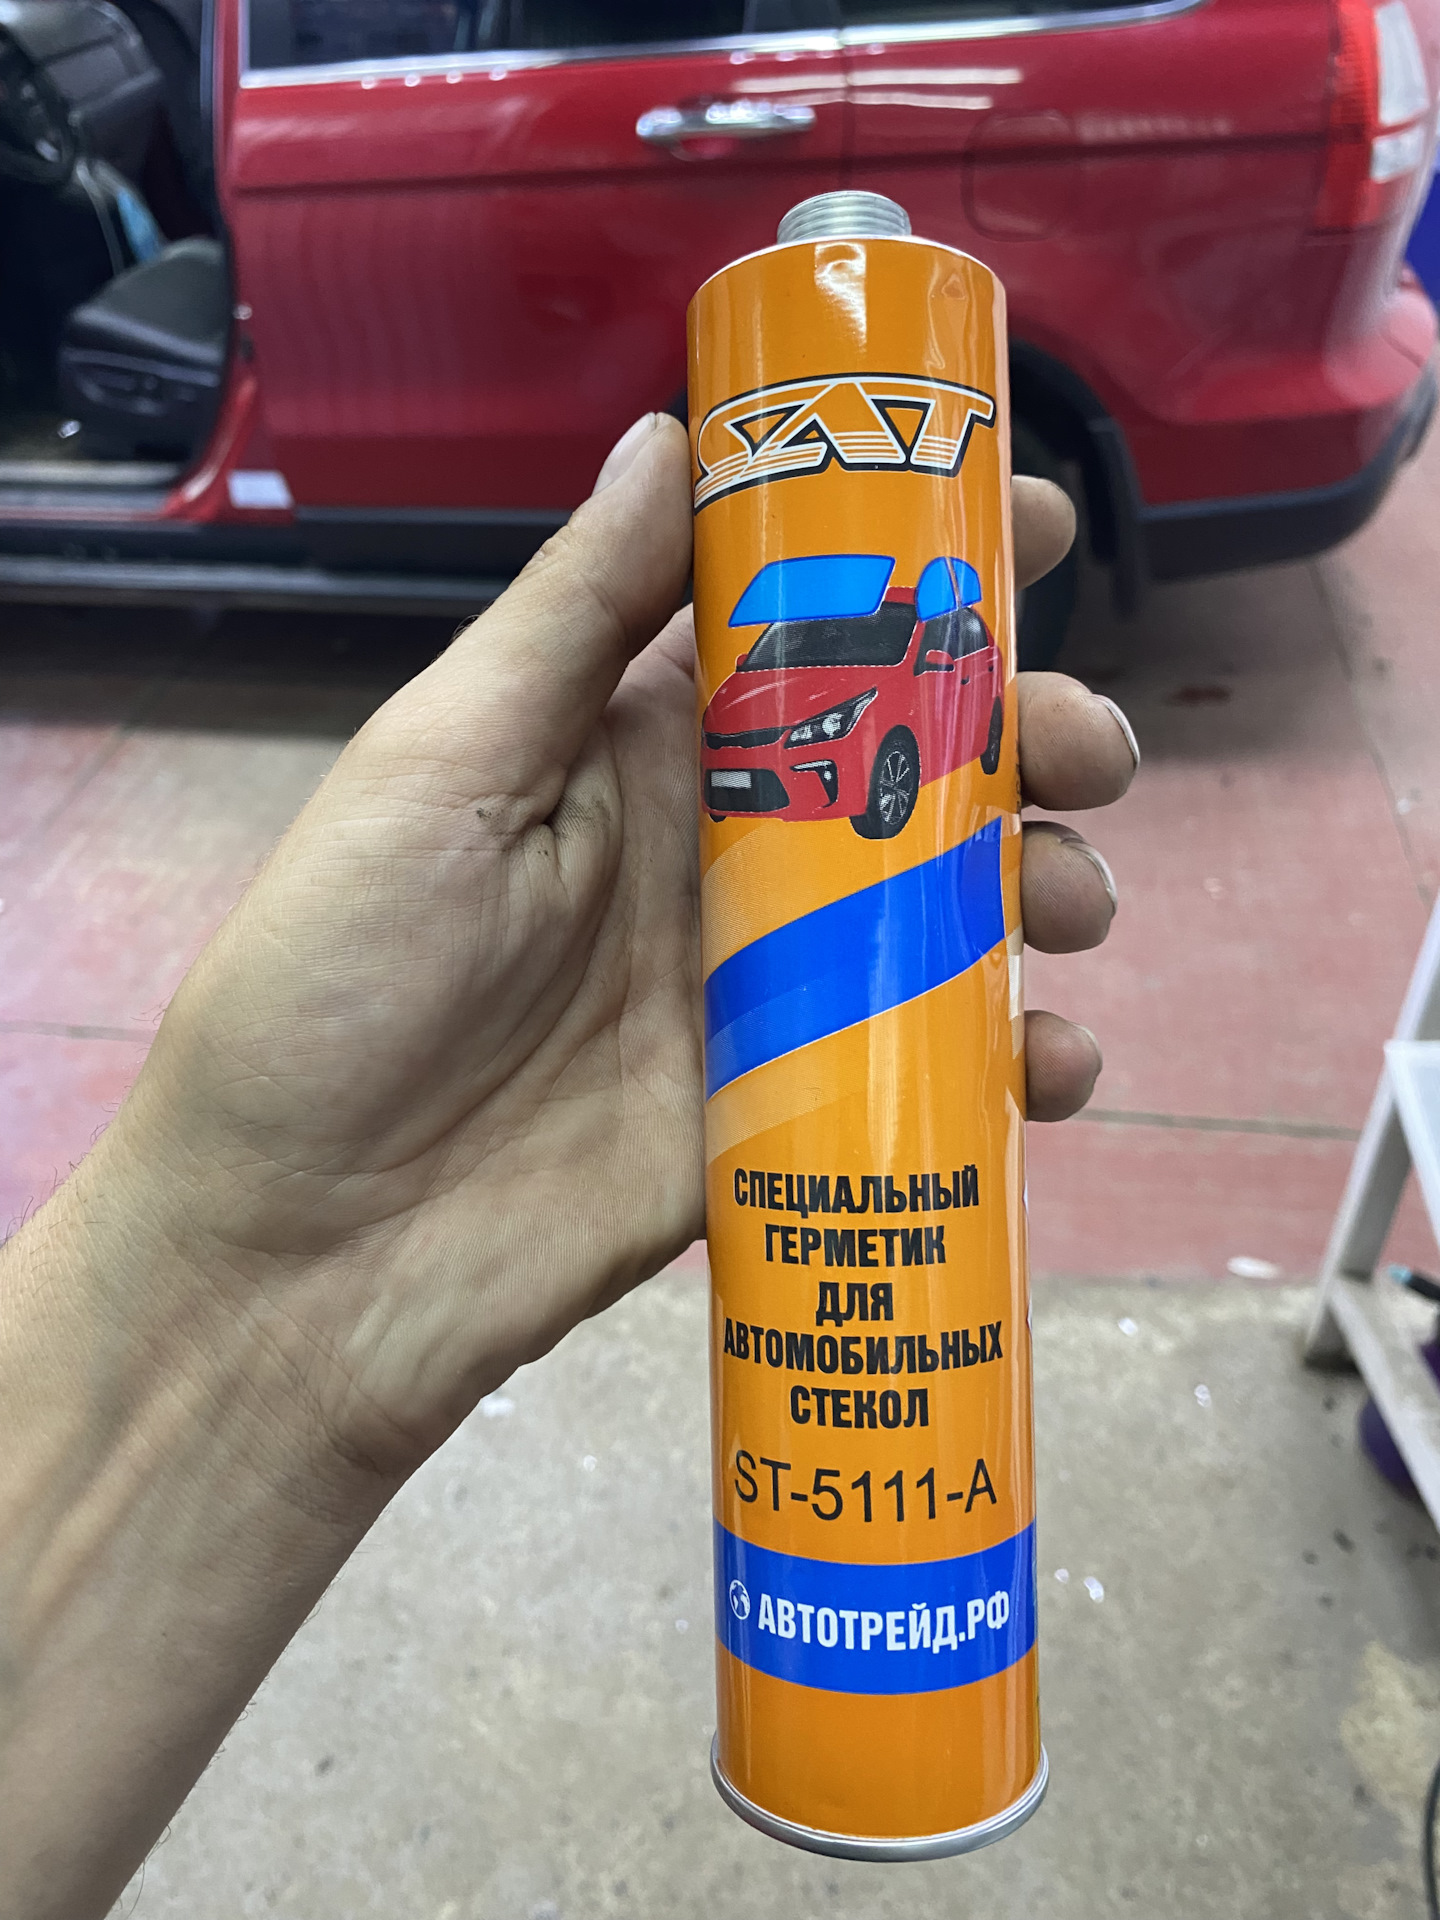 SAT
СПЕЦИАЛЬНЫЙ
ГЕРМЕТИК
ДЛЯ
АВТОМОБИЛЬНЫХ
СТЕКОЛ
ST-5111-A
АВТОТРЕЙД.РФ